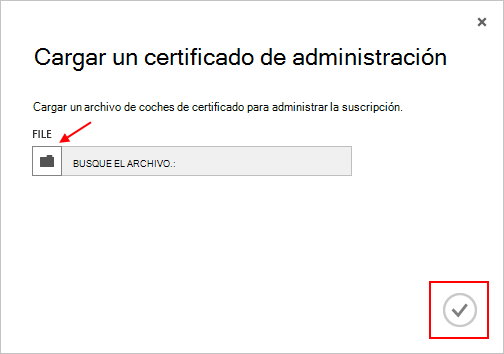 Cargar un certificado de administración
Cargar un archivo de coches de certificado para administrar la suscripción.
FILE
BUSQUE EL ARCHIVO.: